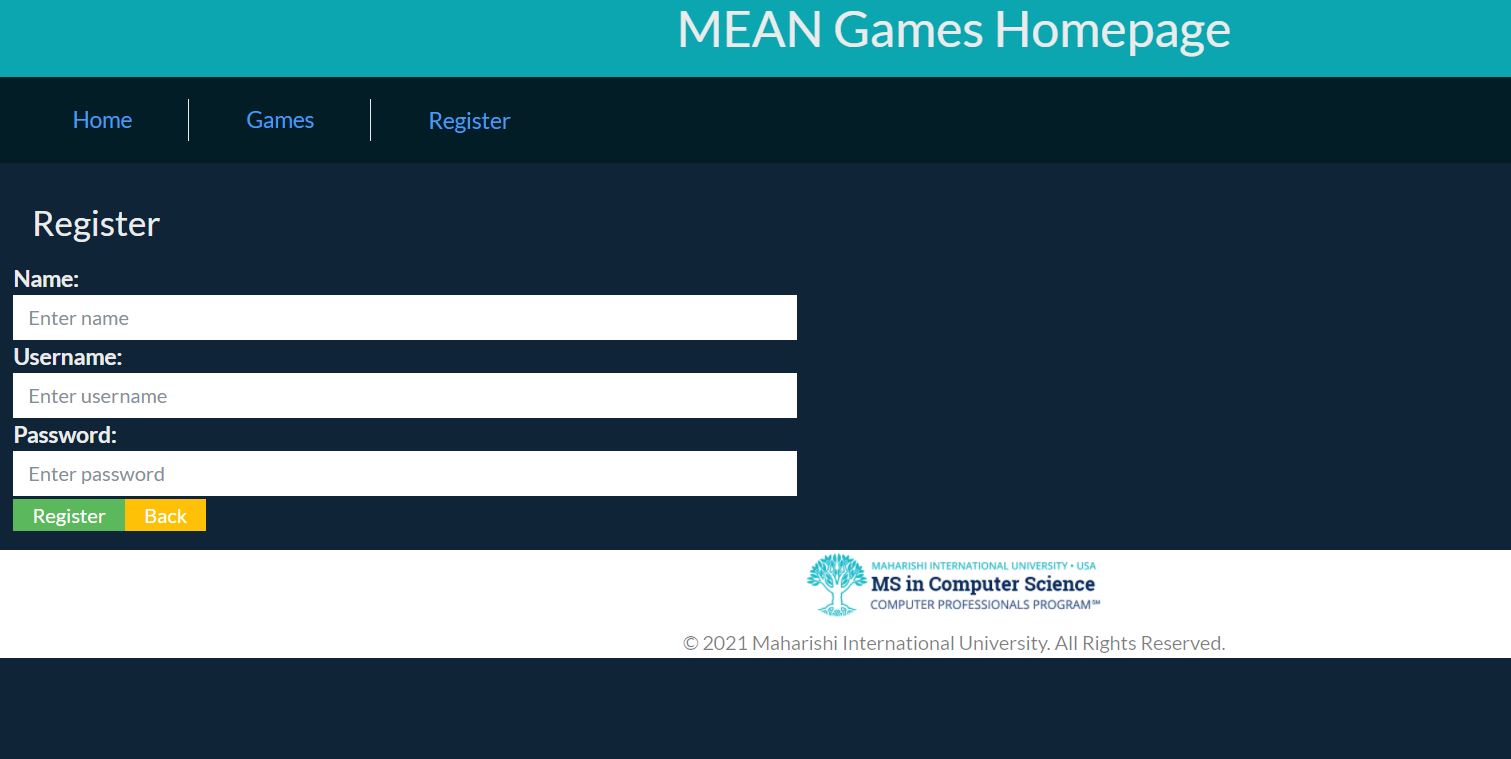 MEAN Games Homepage
Home Games Register
Register
Name:
Enter name
Username:
Enter username
Password:
Enter password
Register Back
MAHARISHI INTERNATIONAL UNIVERSITY • USA
MS in Computer Science
COMPUTER PROFESSIONALS PROGRAM℠
© 2021 Maharishi International University. All Rights Reserved.